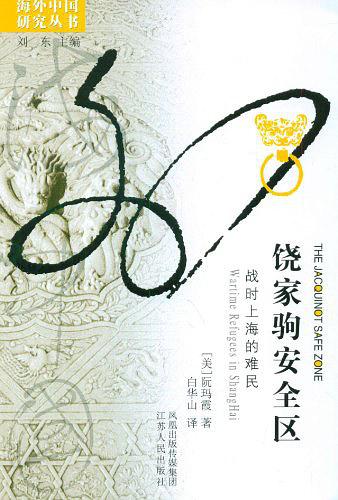 海外中国
研究丛书
刘 东 主编
饶家驹安全区
THE JACQUINOT SAFE ZONE
战时上海的难民
Wartime Refugees in ShangHai
[美]阮玛霞 著
白华山 译
凤凰出版传媒集团
江苏人民出版社